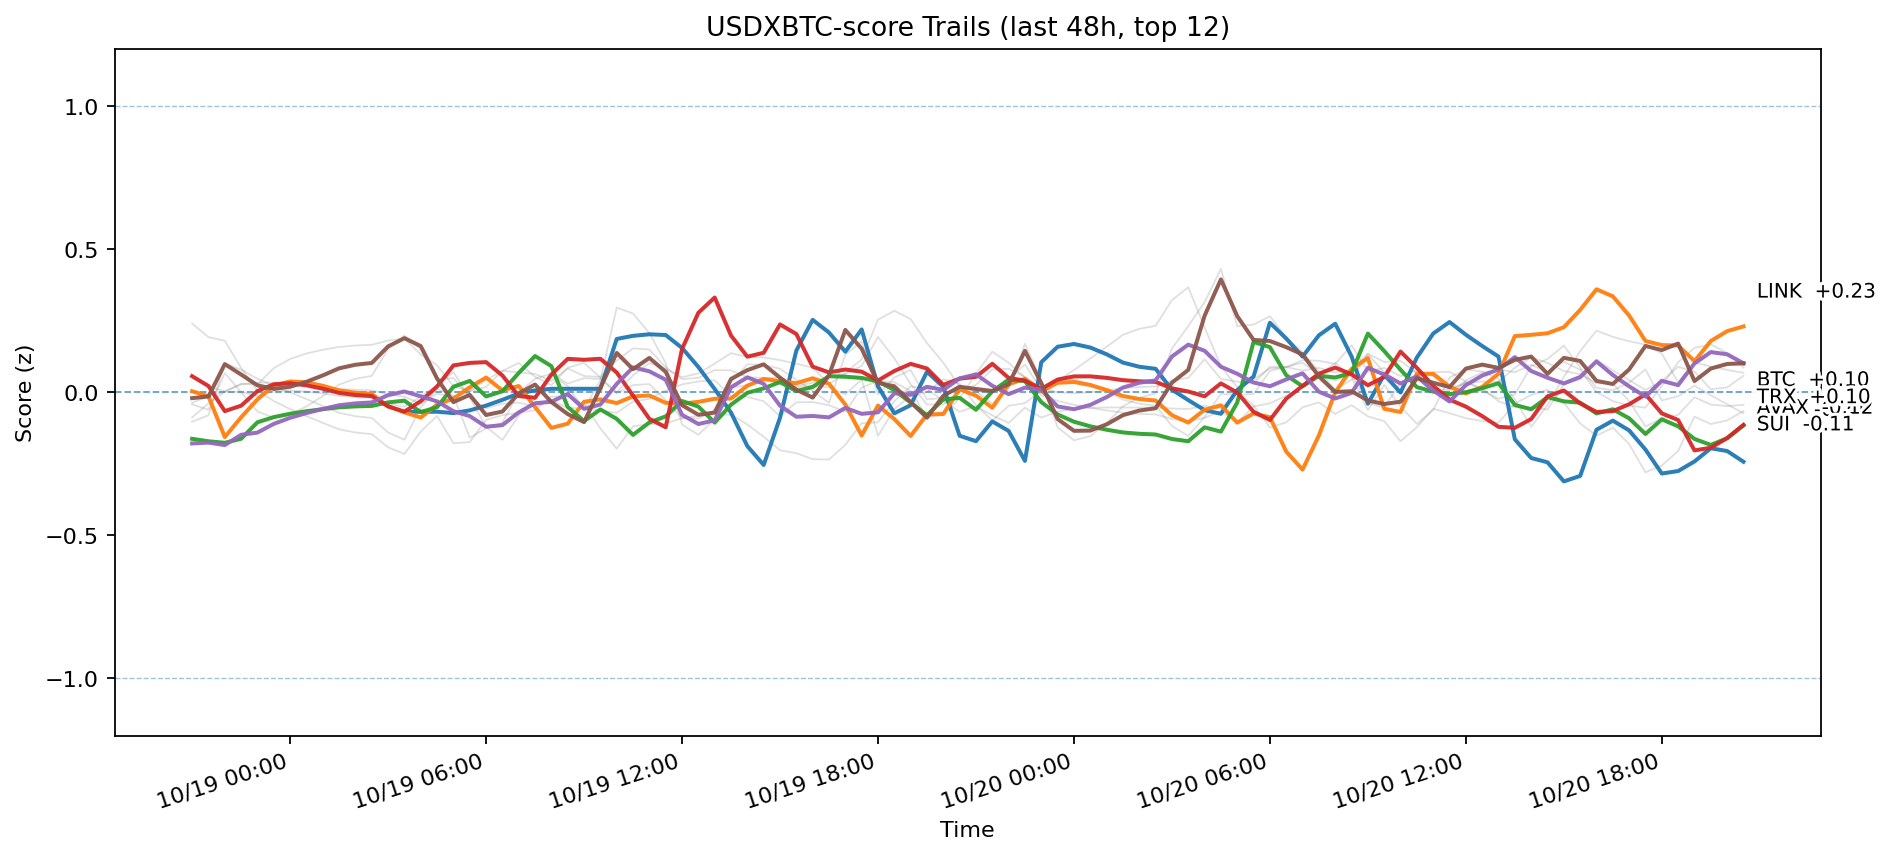 USDXBTC-score Trails (last 48h, top 12)
Score (z)
1.0
0.5
0.0
−0.5
−1.0
LINK +0.23
BTC +0.10
TRX +0.10
AVAX -0.12
SUI -0.11
10/19 00:00
10/19 06:00
10/19 12:00
10/19 18:00
10/20 00:00
10/20 06:00
10/20 12:00
10/20 18:00
Time